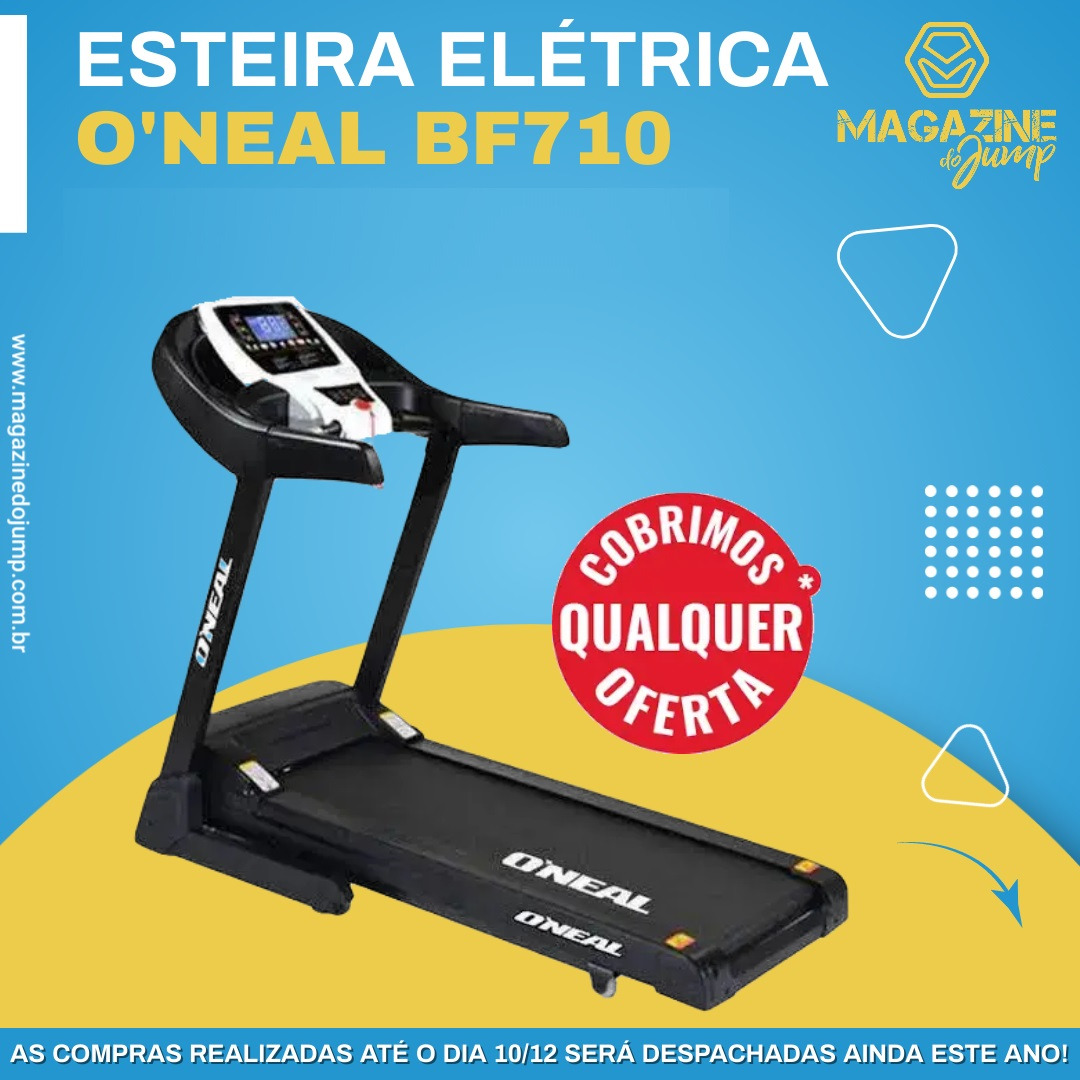 ESTEIRA ELÉTRICA
O'NEAL BF710
MAGAZINE
do Jump
www.magazinedojump.com.br
O'NEAL
COBRIMOS
QUALQUER *
OFERTA
O'NEAL
O'NEAL
AS COMPRAS REALIZADAS ATÉ O DIA 10/12 SERÁ DESPACHADAS AINDA ESTE ANO!